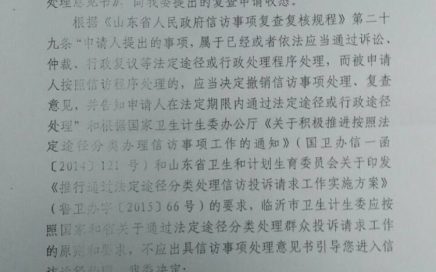 处理意见书》，向我委提出的复查申请收悉。
根据《山东省人民政府信访事项复查复核规程》第二十
九条“申请人提出的事项，属于已经或者依法应当通过诉讼、
仲裁、行政复议等法定途径或行政处理程序处理，而被申请
人按照信访程序处理的，应当决定撤销信访事项处理、复查
意见，并告知申请人在法定期限内通过法定途径或行政途径
处理”和根据国家卫生计生委办公厅《关于积极推进按照法
定途径分类办理信访事项工作的通知》（国卫办信一函
〔2014〕121号）和山东省卫生和计划生育委员会关于印发
《推行通过法定途径分类处理信访投诉请求工作实施方案》
（鲁卫办字〔2015〕66号）的要求，临沂市卫生计生委应按
照国家和省关于通过法定途径分类处理群众投诉请求工作
的原则和要求，不应出具信访事项处理意见书引导您进入信